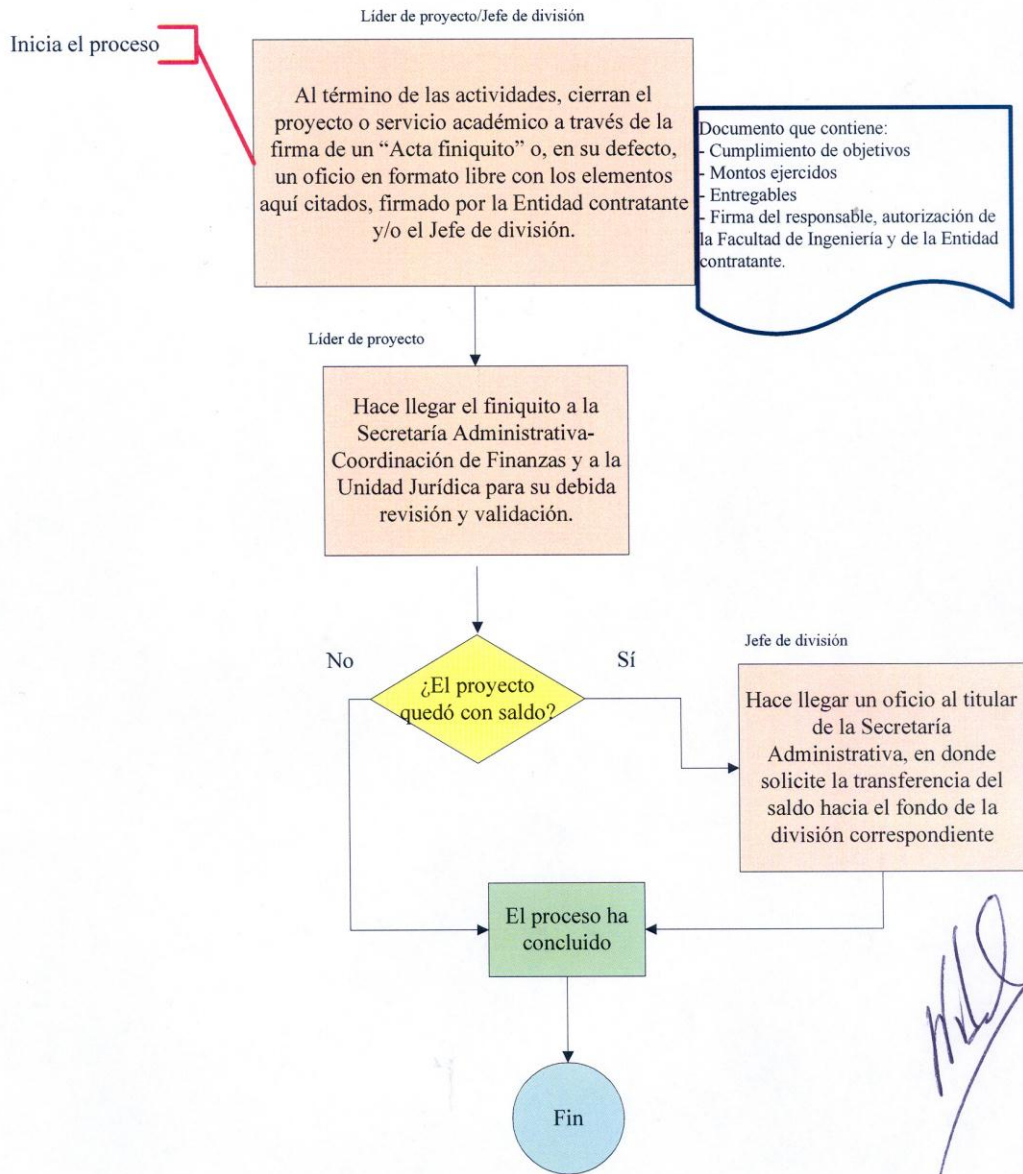 Líder de proyecto/Jefe de división
Inicia el proceso
Al término de las actividades, cierran el
proyecto o servicio académico a través de la
firma de un “Acta finiquito” o, en su defecto,
un oficio en formato libre con los elementos
aquí citados, firmado por la Entidad contratante
y/o el Jefe de división.
Documento que contiene:
- Cumplimiento de objetivos
- Montos ejercidos
- Entregables
- Firma del responsable, autorización de
la Facultad de Ingeniería y de la Entidad
contratante.
Líder de proyecto
Hace llegar el finiquito a la
Secretaría Administrativa-
Coordinación de Finanzas y a la
Unidad Jurídica para su debida
revisión y validación.
No
Sí
¿El proyecto
quedó con saldo?
Jefe de división
Hace llegar un oficio al titular
de la Secretaría
Administrativa, en donde
solicite la transferencia del
saldo hacia el fondo de la
división correspondiente
El proceso ha
concluido
Fin